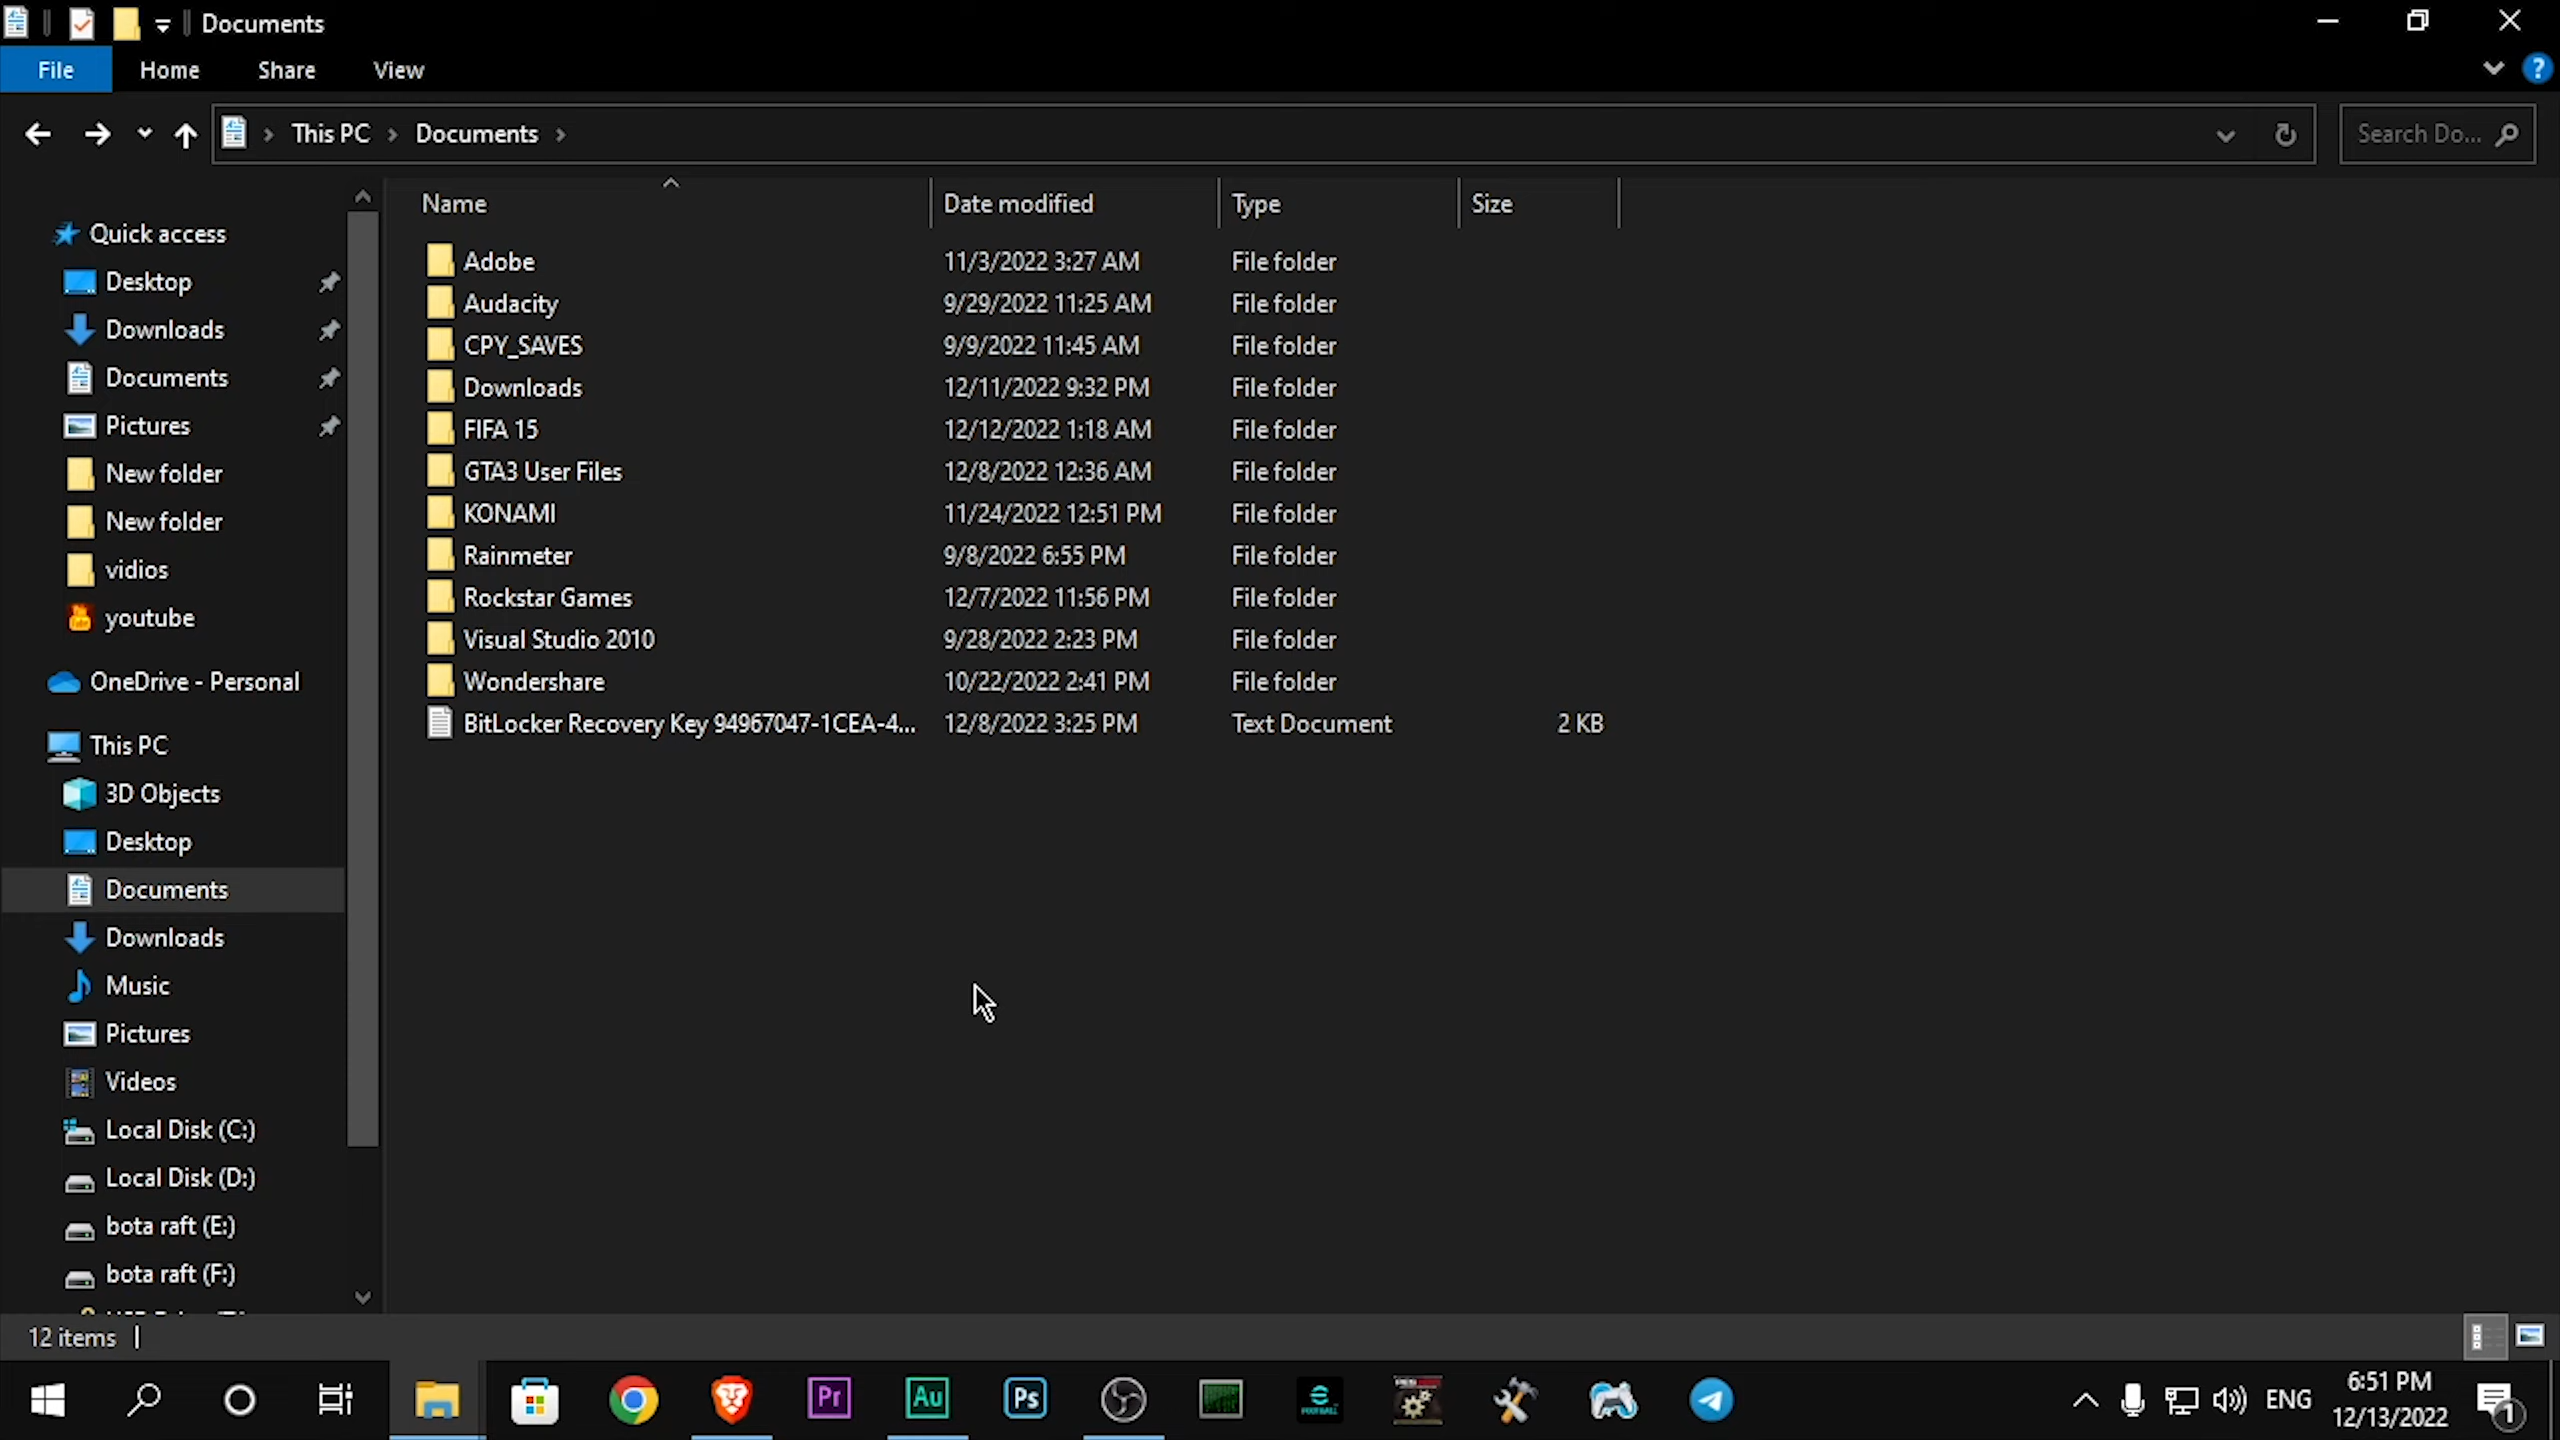 Documents
File Home Share View
This PC Documents Search Do...
Name Date modified Type Size
Quick access
Desktop
Downloads
Documents
Pictures
New folder
New folder
vidios
youtube
OneDrive - Personal
This PC
3D Objects
Desktop
Documents
Downloads
Music
Pictures
Videos
Local Disk (C:)
Local Disk (D:)
bota raft (E:)
bota raft (F:)
Adobe 11/3/2022 3:27 AM File folder
Audacity 9/29/2022 11:25 AM File folder
CPY_SAVES 9/9/2022 11:45 AM File folder
Downloads 12/11/2022 9:32 PM File folder
FIFA 15 12/12/2022 1:18 AM File folder
GTA3 User Files 12/8/2022 12:36 AM File folder
KONAMI 11/24/2022 12:51 PM File folder
Rainmeter 9/8/2022 6:55 PM File folder
Rockstar Games 12/7/2022 11:56 PM File folder
Visual Studio 2010 9/28/2022 2:23 PM File folder
Wondershare 10/22/2022 2:41 PM File folder
BitLocker Recovery Key 94967047-1CEA-4... 12/8/2022 3:25 PM Text Document 2 KB
12 items
Pr Au Ps ENG 6:51 PM
12/13/2022 1